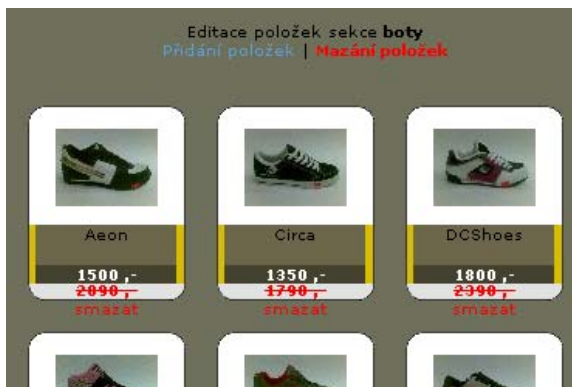 Editace položek sekce boty
Přidání položek | Mazání položek
Aeon
Circa
DCShoes
1500 ,-
1350 ,-
1800 ,-
2090 ,-
1790 ,-
2390 ,-
smazat
smazat
smazat